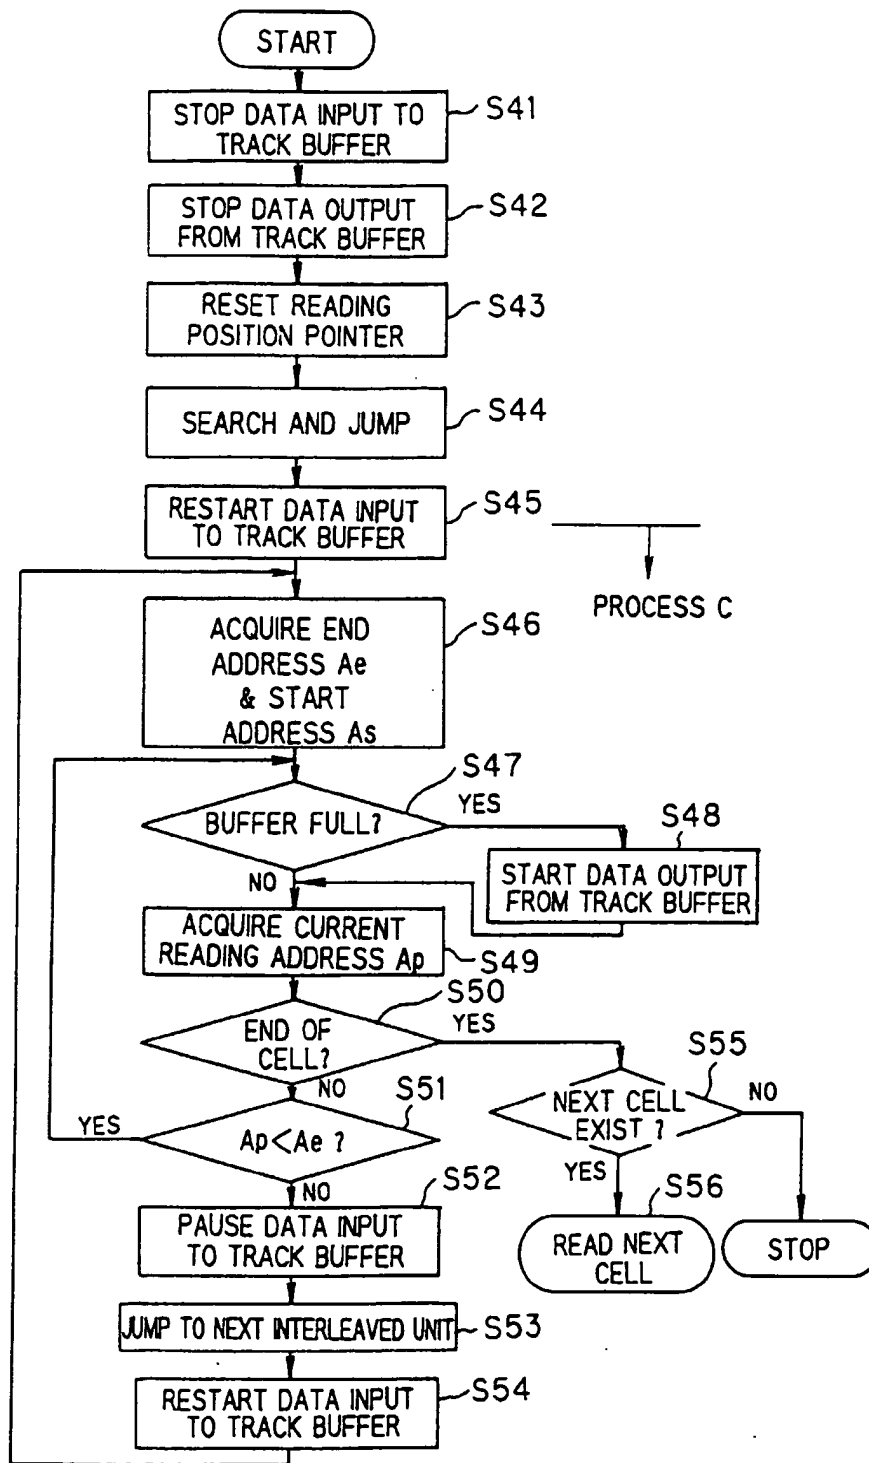 START
STOP DATA INPUT TO
TRACK BUFFER
S41
STOP DATA OUTPUT
FROM TRACK BUFFER
S42
RESET READING
POSITION POINTER
S43
SEARCH AND JUMP
S44
RESTART DATA INPUT
TO TRACK BUFFER
S45
PROCESS C
ACQUIRE END
ADDRESS Ae
& START
ADDRESS As
S46
BUFFER FULL?
S47
YES
NO
S48
START DATA OUTPUT
FROM TRACK BUFFER
ACQUIRE CURRENT
READING ADDRESS Ap
S49
END OF
CELL?
S50
YES
NO
Ap<Ae ?
S51
YES
NO
NEXT CELL
EXIST ?
S55
NO
YES
PAUSE DATA INPUT
TO TRACK BUFFER
S52
READ NEXT
CELL
S56
STOP
JUMP TO NEXT INTERLEAVED UNIT
S53
RESTART DATA INPUT
TO TRACK BUFFER
S54